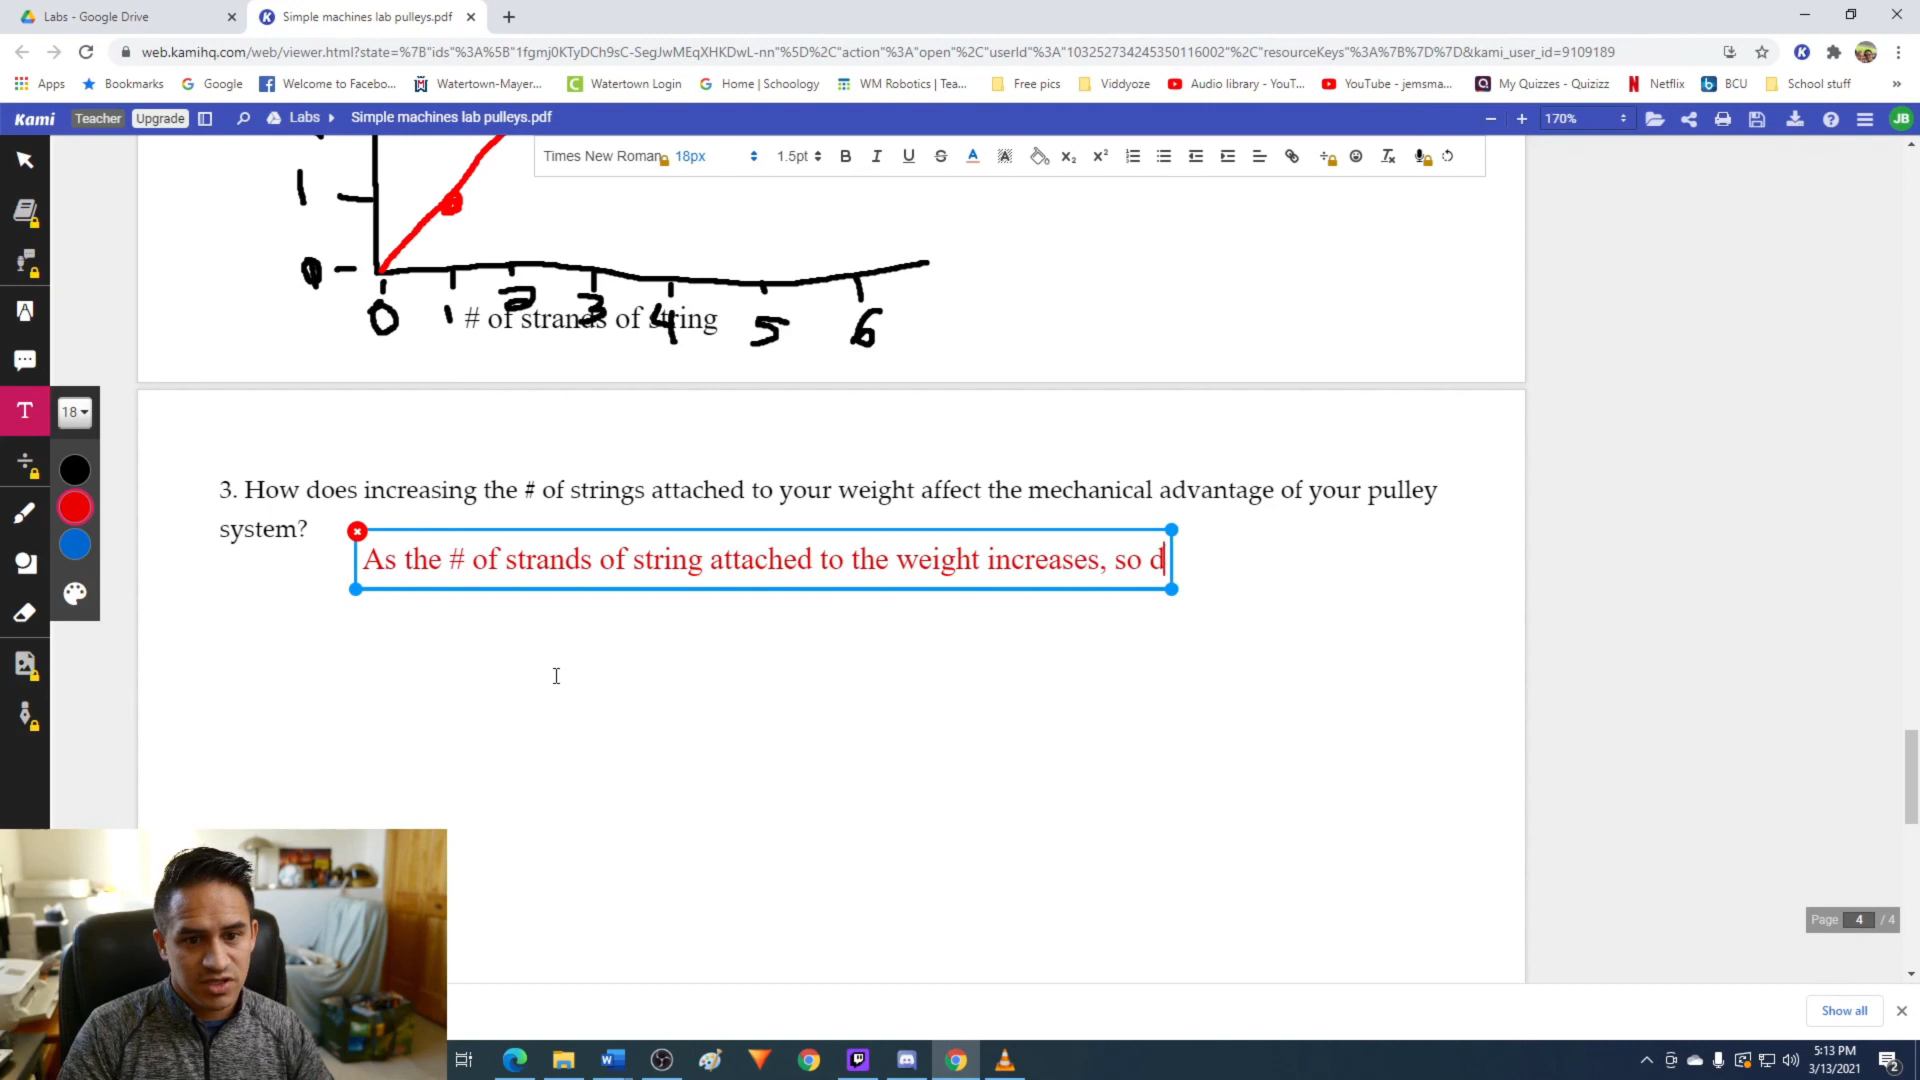 Labs - Google Drive
Simple machines lab pulleys.pdf
web.kamihq.com/web/viewer.html?state=%7B"ids"%3A%5B"1fgmj0KTyDCh9sC-SegJwMEqXHKDwL-nn"%5D%2C"action"%3A"open"%2C"userId"%3A"103252734245350116002"%2C"resourceKeys"%3A%7B%7D%7D&kami_user_id=9109189
Apps Bookmarks Google Welcome to Facebo... Watertown-Mayer... Watertown Login Home | Schoology WM Robotics | Tea... Free pics Viddyoze Audio library - YouT... YouTube - jemsma... My Quizzes - Quizizz Netflix BCU School stuff
Kami Teacher Upgrade Labs Simple machines lab pulleys.pdf 170% JB
Times New Roman 18px 1.5pt
1
0
0 1 2 3 4 5 6
# of strands of string
18
3. How does increasing the # of strings attached to your weight affect the mechanical advantage of your pulley
system?
As the # of strands of string attached to the weight increases, so d
Page 4 / 4
Show all
5:13 PM
3/13/2021
2